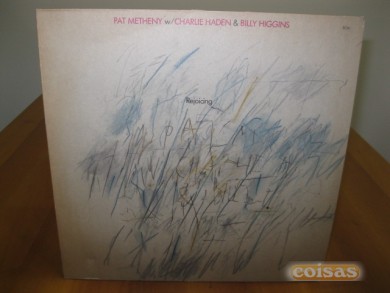 PAT METHENY w/CHARLIE HADEN & BILLY HIGGINS
Rejoicing
coisas